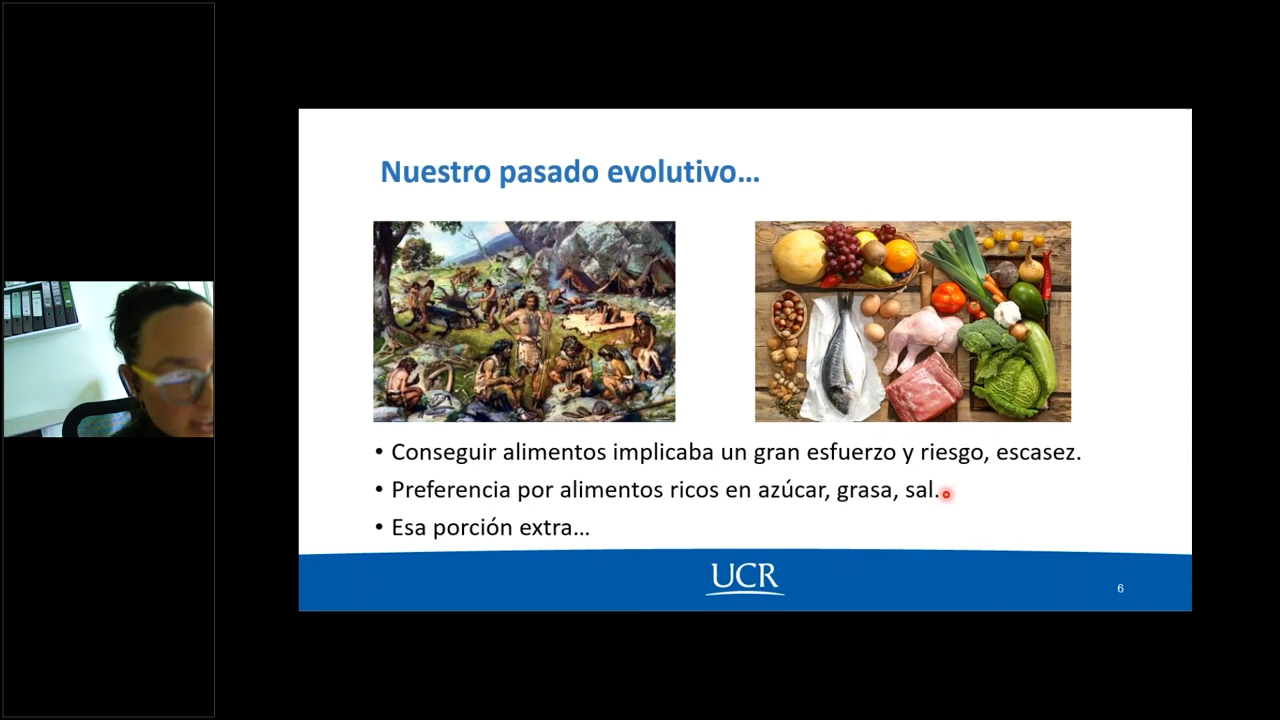 Nuestro pasado evolutivo...
• Conseguir alimentos implicaba un gran esfuerzo y riesgo, escasez.
• Preferencia por alimentos ricos en azúcar, grasa, sal.
• Esa porción extra...
UCR
6